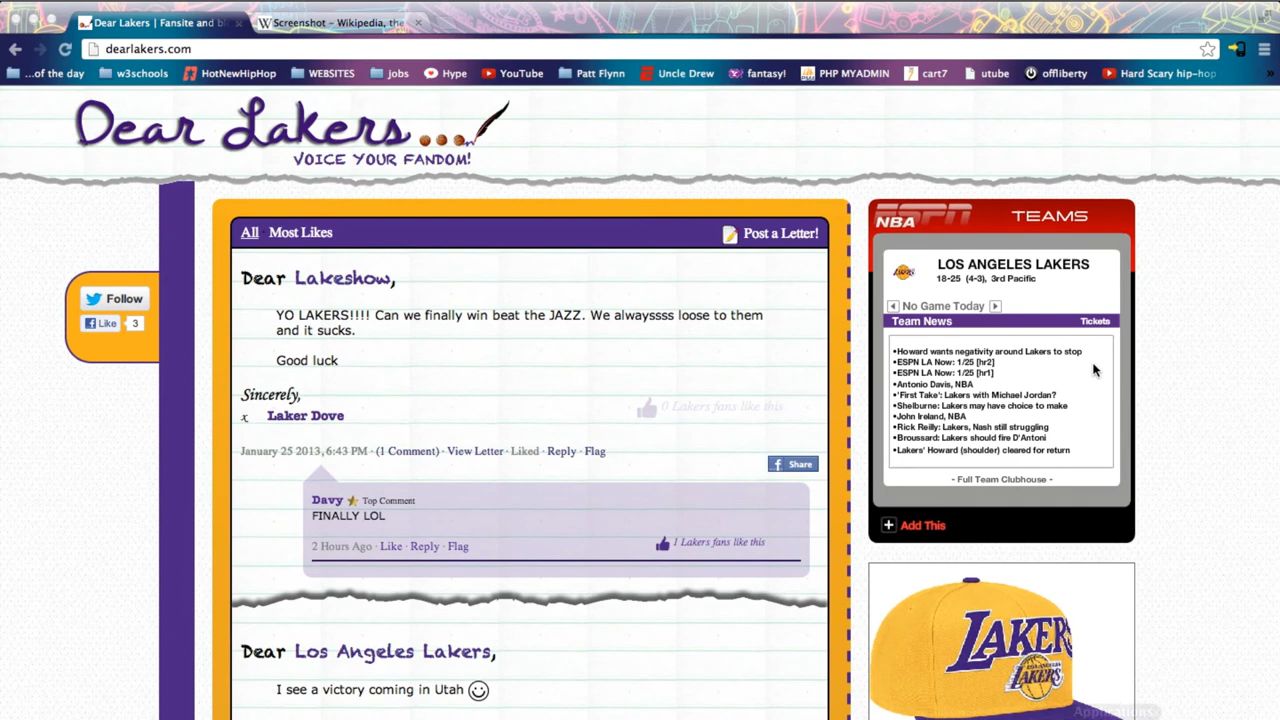 Dear Lakers | Fansite and bl
Screenshot – Wikipedia, the
dearlakers.com
...of the day
w3schools
HotNewHipHop
WEBSITES
jobs
Hype
YouTube
Patt Flynn
Uncle Drew
fantasy!
PHP MYADMIN
cart7
utube
offliberty
Hard Scary hip-hop
Dear Lakers...
VOICE YOUR FANDOM!
Follow
Like 3
All Most Likes
Post a Letter!
Dear Lakeshow,
YO LAKERS!!!! Can we finally win beat the JAZZ. We alwayssss loose to them
and it sucks.
Good luck
Sincerely,
x Laker Dove
0 Lakers fans like this
January 25 2013, 6:43 PM · (1 Comment) · View Letter · Liked · Reply · Flag
Share
Davy Top Comment
FINALLY LOL
2 Hours Ago · Like · Reply · Flag
1 Lakers fans like this
Dear Los Angeles Lakers,
I see a victory coming in Utah
ESPN
NBA
TEAMS
LOS ANGELES LAKERS
18-25 (4-3), 3rd Pacific
No Game Today
Team News
Tickets
•Howard wants negativity around Lakers to stop
•ESPN LA Now: 1/25 [hr2]
•ESPN LA Now: 1/25 [hr1]
•Antonio Davis, NBA
•'First Take': Lakers with Michael Jordan?
•Shelburne: Lakers may have choice to make
•John Ireland, NBA
•Rick Reilly: Lakers, Nash still struggling
•Broussard: Lakers should fire D'Antoni
•Lakers' Howard (shoulder) cleared for return
- Full Team Clubhouse -
Add This
LAKERS
LOS ANGELES
LAKERS
Applications